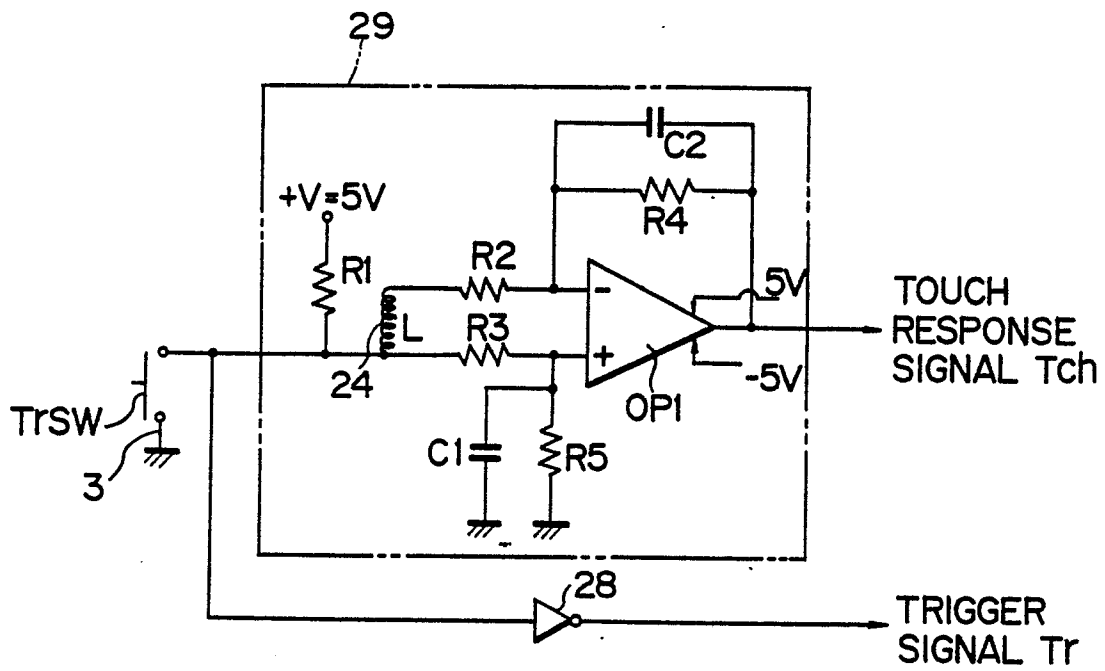 29
C2
R4
+V=5V
R1
R2
L
R3
24
-
+
5V
-5V
OP1
TOUCH
RESPONSE
SIGNAL Tch
TrSW
3
C1
R5
28
TRIGGER
SIGNAL Tr